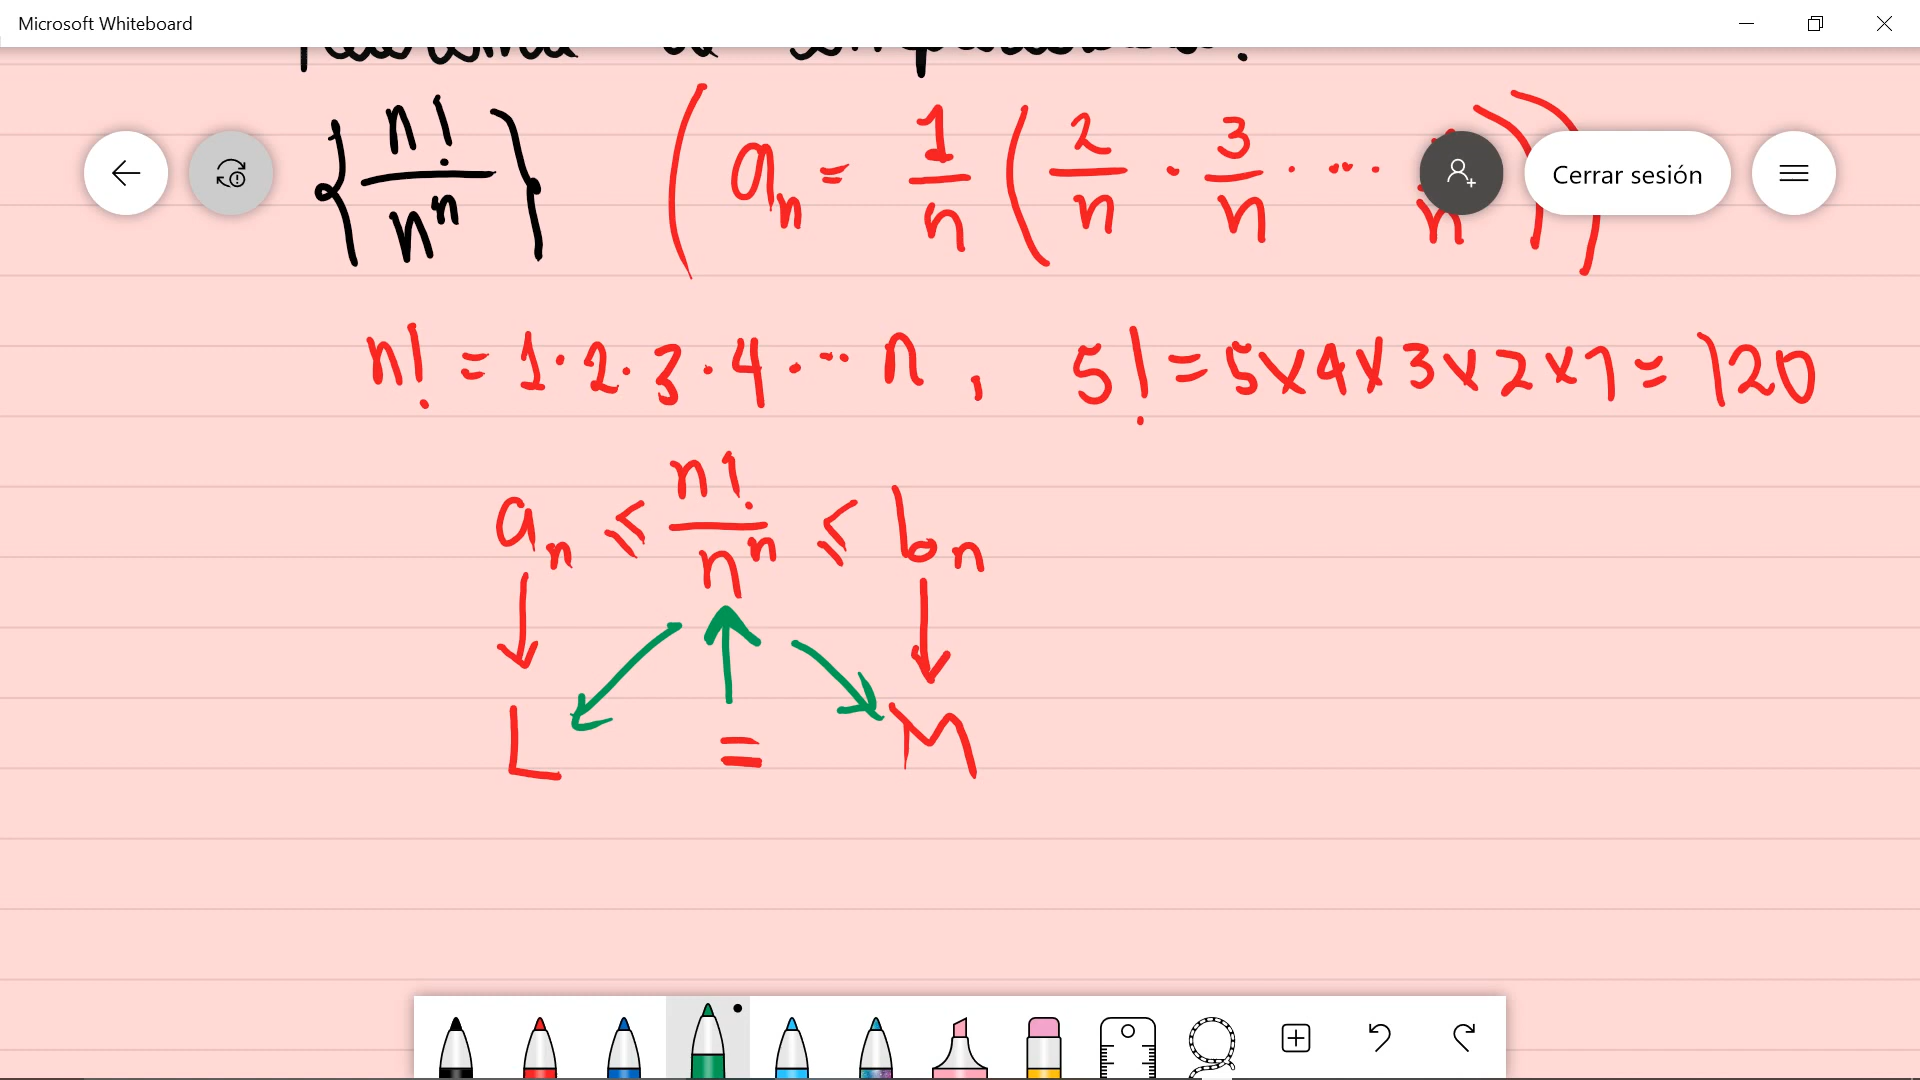 Microsoft Whiteboard
{ n! / n^n } ( a_n = 1/n ( 2/n · 3/n · ... n ) )
Cerrar sesión
n! = 1 · 2 · 3 · 4 · ... n , 5! = 5 x 4 x 3 x 2 x 1 = 120
a_n ≤ n! / n^n ≤ b_n
L = M